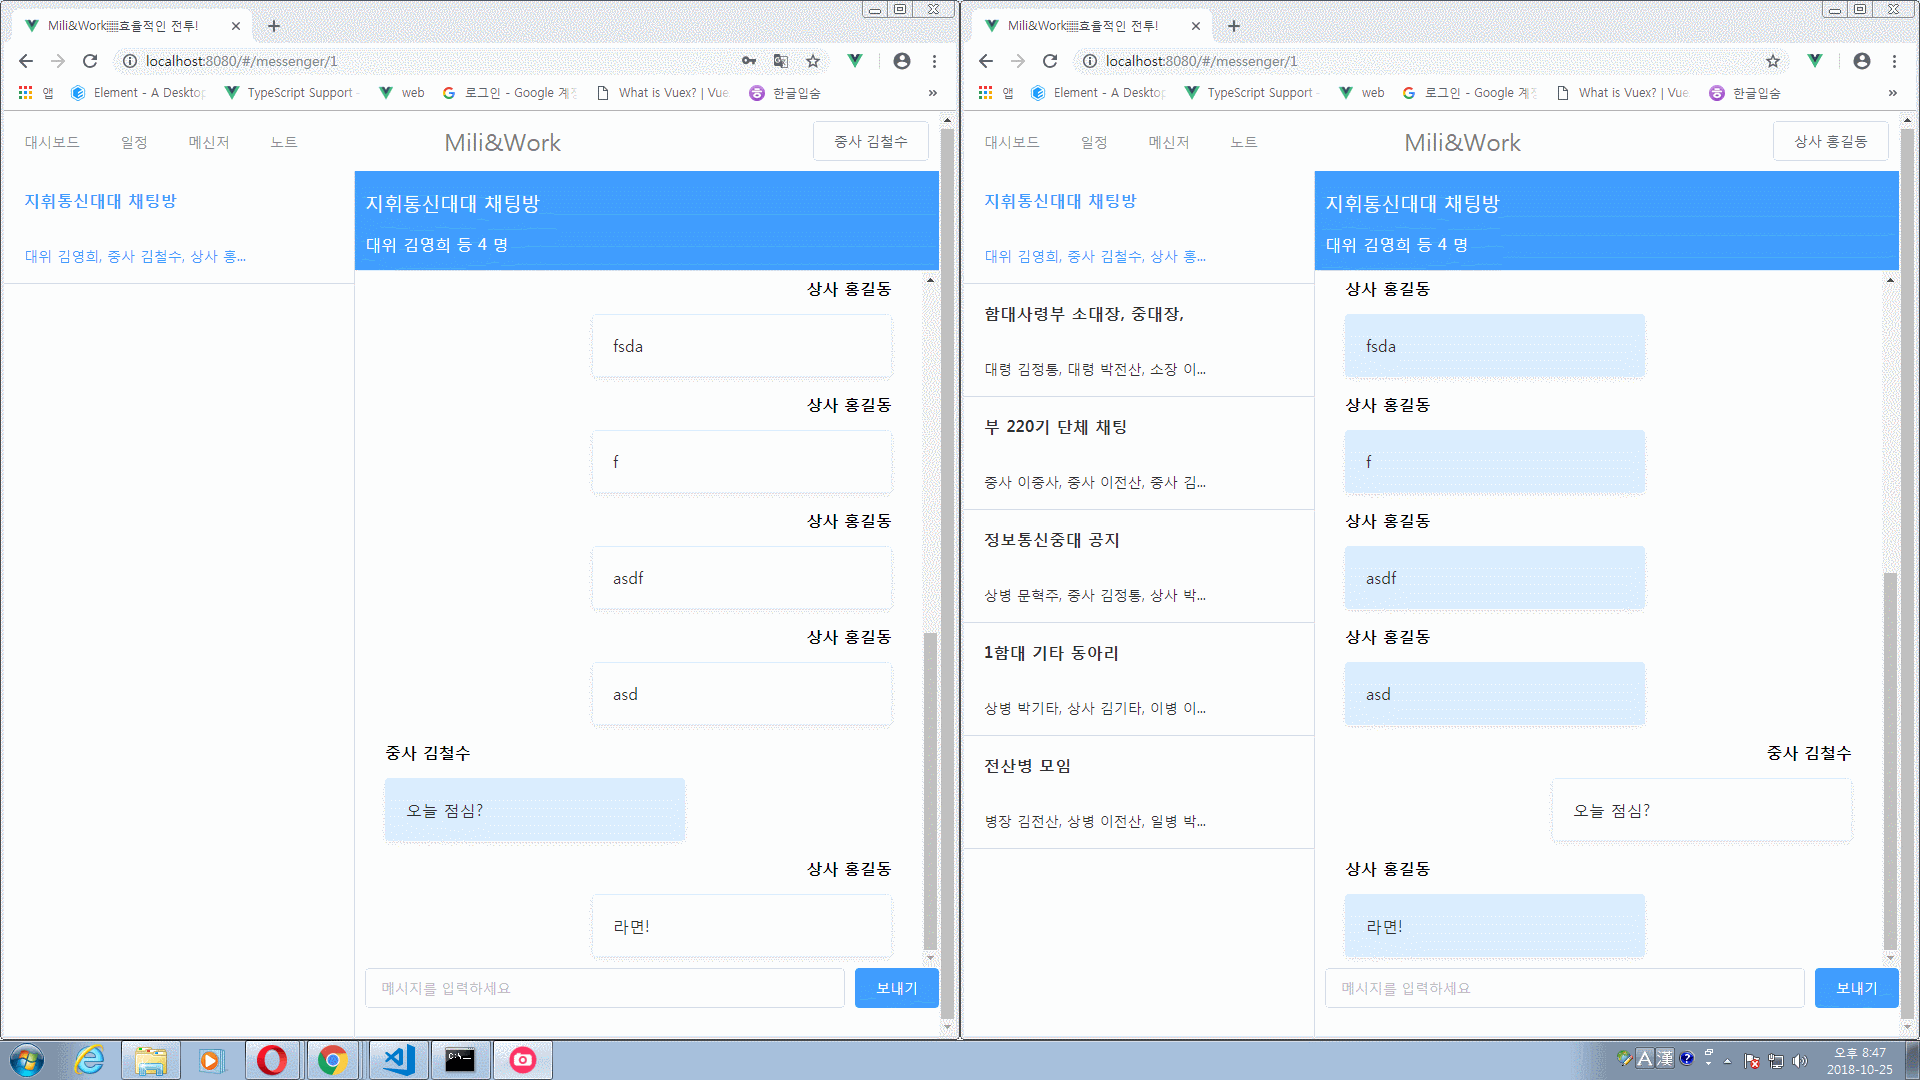 Mili&Work▒효율적인 전투!
localhost:8080/#/messenger/1
앱
Element - A Desktop
TypeScript Support -
web
로그인 - Google 계정
What is Vuex? | Vue
한글입숨
»
대시보드
일정
메신저
노트
Mili&Work
중사 김철수
지휘통신대대 채팅방
대위 김영희, 중사 김철수, 상사 홍...
지휘통신대대 채팅방
대위 김영희 등 4 명
상사 홍길동
fsda
상사 홍길동
f
상사 홍길동
asdf
상사 홍길동
asd
중사 김철수
오늘 점심?
상사 홍길동
라면!
메시지를 입력하세요
보내기
Mili&Work▒효율적인 전투!
localhost:8080/#/messenger/1
앱
Element - A Desktop
TypeScript Support -
web
로그인 - Google 계정
What is Vuex? | Vue
한글입숨
»
대시보드
일정
메신저
노트
Mili&Work
상사 홍길동
지휘통신대대 채팅방
대위 김영희, 중사 김철수, 상사 홍...
함대사령부 소대장, 중대장,
대령 김정통, 대령 박전산, 소장 이...
부 220기 단체 채팅
중사 이중사, 중사 이전산, 중사 김...
정보통신중대 공지
상병 문혁주, 중사 김정통, 상사 박...
1함대 기타 동아리
상병 박기타, 상사 김기타, 이병 이...
전산병 모임
병장 김전산, 상병 이전산, 일병 박...
지휘통신대대 채팅방
대위 김영희 등 4 명
상사 홍길동
fsda
상사 홍길동
f
상사 홍길동
asdf
상사 홍길동
asd
중사 김철수
오늘 점심?
상사 홍길동
라면!
메시지를 입력하세요
보내기
A 漢
오후 8:47
2018-10-25